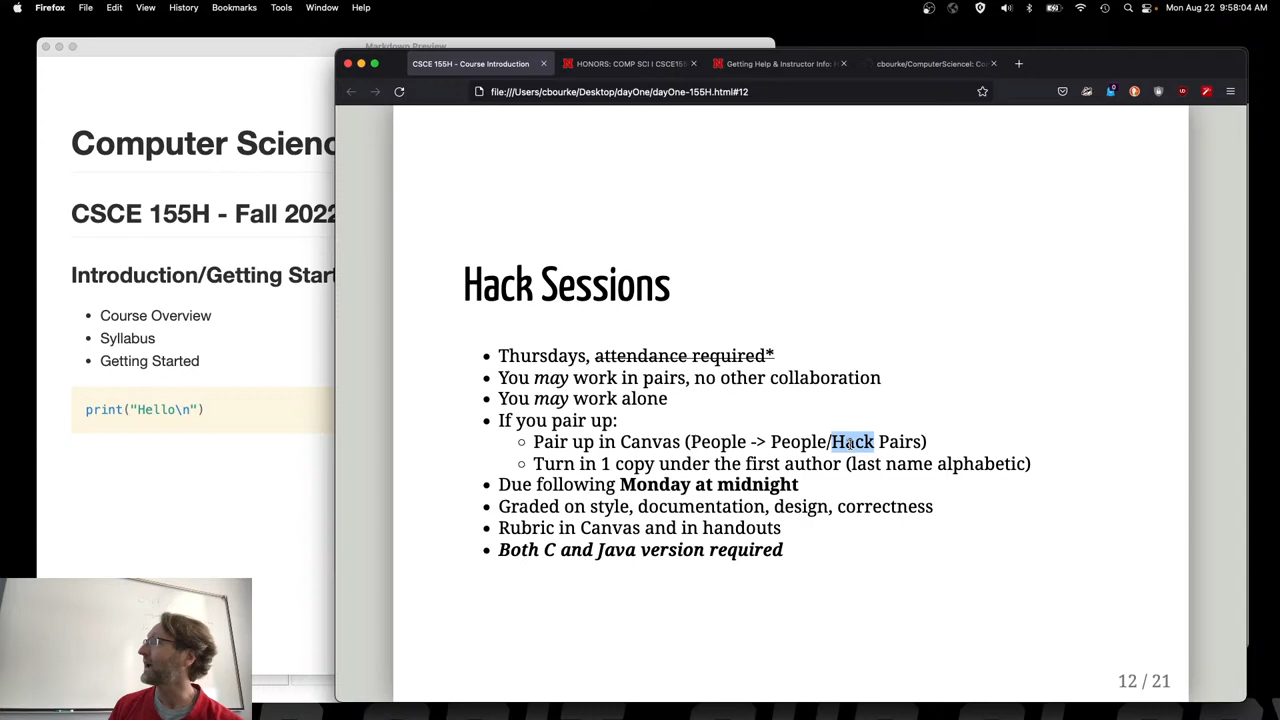 Firefox File Edit View History Bookmarks Tools Window Help
Mon Aug 22 9:58:04 AM
Markdown Preview
CSCE 155H - Course Introduction
HONORS: COMP SCI I CSCE155
Getting Help & Instructor Info: H
cbourke/ComputerScienceI: Co
file:///Users/cbourke/Desktop/dayOne/dayOne-155H.html#12
Computer Scienc
CSCE 155H - Fall 2022
Introduction/Getting Start
• Course Overview
• Syllabus
• Getting Started
print("Hello\n")
Hack Sessions
• Thursdays, attendance required*
• You may work in pairs, no other collaboration
• You may work alone
• If you pair up:
○ Pair up in Canvas (People -> People/Hack Pairs)
○ Turn in 1 copy under the first author (last name alphabetic)
• Due following Monday at midnight
• Graded on style, documentation, design, correctness
• Rubric in Canvas and in handouts
• Both C and Java version required
12 / 21